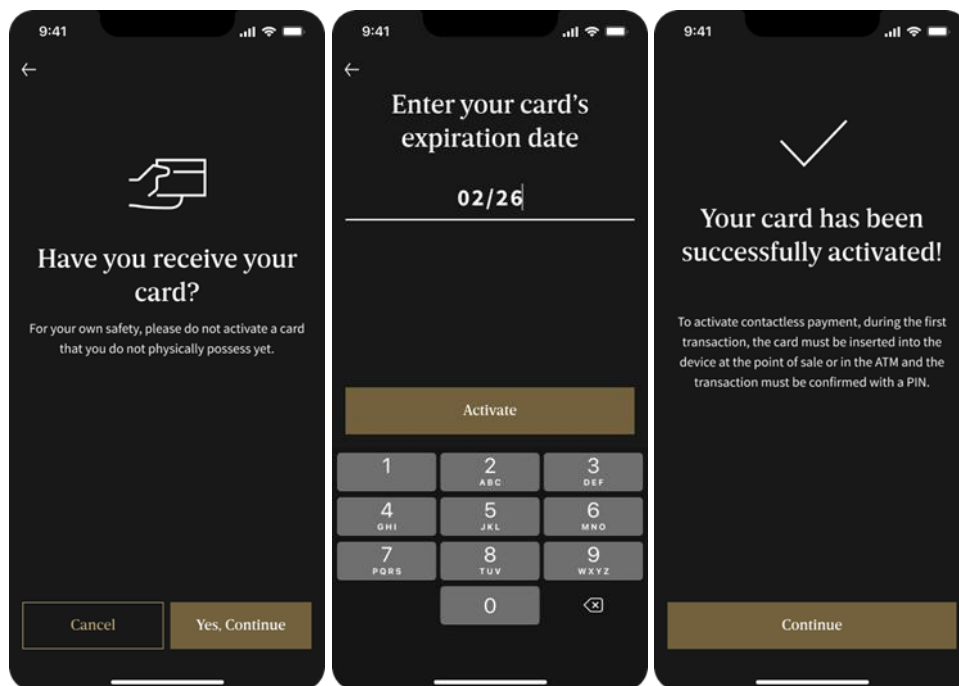 9:41
Have you receive your
card?
For your own safety, please do not activate a card
that you do not physically possess yet.
Cancel
Yes, Continue
9:41
Enter your card's
expiration date
02/26
Activate
1
2
ABC
3
DEF
4
GHI
5
JKL
6
MNO
7
PQRS
8
TUV
9
WXYZ
0
9:41
Your card has been
successfully activated!
To activate contactless payment, during the first
transaction, the card must be inserted into the
device at the point of sale or in the ATM and the
transaction must be confirmed with a PIN.
Continue